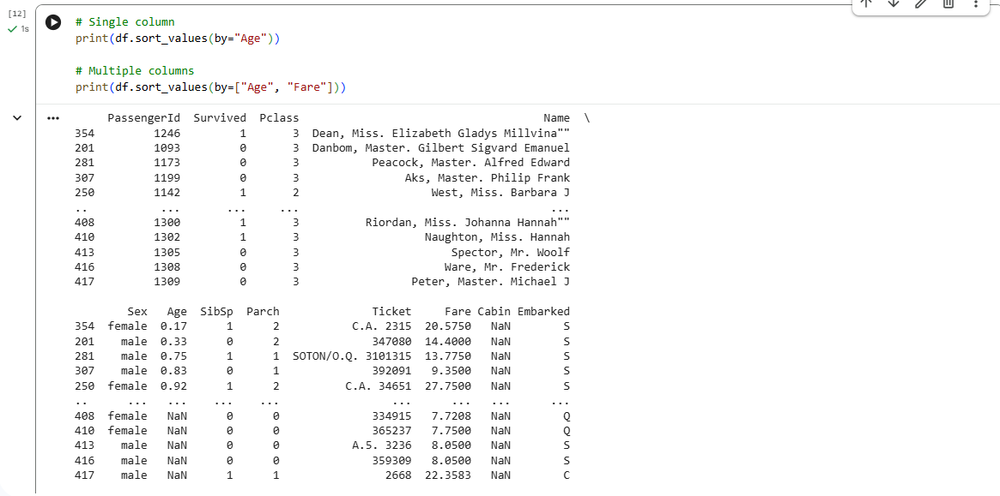 [12]
1s
# Single column
print(df.sort_values(by="Age"))
# Multiple columns
print(df.sort_values(by=["Age", "Fare"]))
PassengerId  Survived  Pclass                                          Name  \
354         1246         1       3  Dean, Miss. Elizabeth Gladys Millvina""
201         1093         0       3  Danbom, Master. Gilbert Sigvard Emanuel
281         1173         0       3           Peacock, Master. Alfred Edward
307         1199         0       3                Aks, Master. Philip Frank
250         1142         1       2                    West, Miss. Barbara J
..           ...       ...     ...                                      ...
408         1300         1       3          Riordan, Miss. Johanna Hannah""
410         1302         1       3                   Naughton, Miss. Hannah
413         1305         0       3                       Spector, Mr. Woolf
416         1308         0       3                      Ware, Mr. Frederick
417         1309         0       3                 Peter, Master. Michael J
Sex   Age  SibSp  Parch              Ticket     Fare Cabin Embarked
354  female  0.17      1      2           C.A. 2315  20.5750   NaN        S
201    male  0.33      0      2              347080  14.4000   NaN        S
281    male  0.75      1      1  SOTON/O.Q. 3101315  13.7750   NaN        S
307    male  0.83      0      1              392091   9.3500   NaN        S
250  female  0.92      1      2          C.A. 34651  27.7500   NaN        S
..      ...   ...    ...    ...                 ...      ...   ...      ...
408  female   NaN      0      0              334915   7.7208   NaN        Q
410  female   NaN      0      0              365237   7.7500   NaN        Q
413    male   NaN      0      0           A.5. 3236   8.0500   NaN        S
416    male   NaN      0      0              359309   8.0500   NaN        S
417    male   NaN      1      1                2668  22.3583   NaN        C